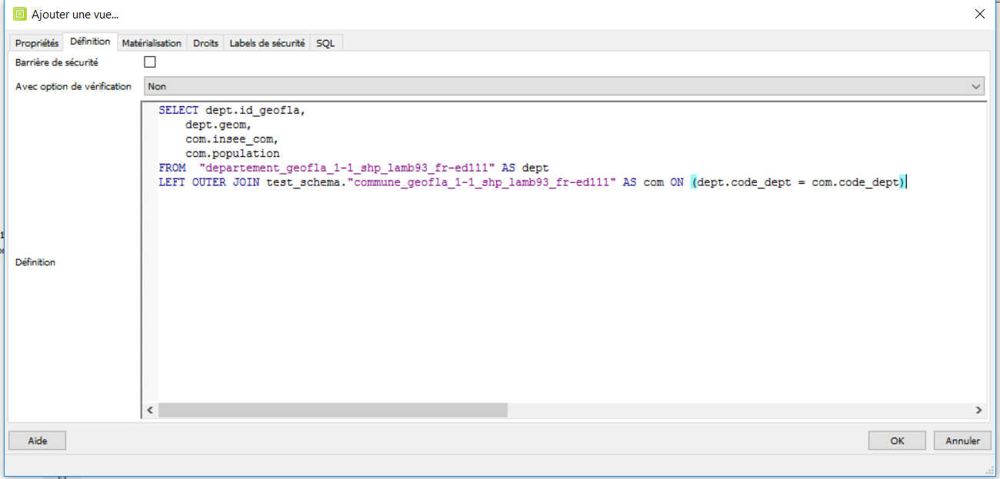 Ajouter une vue...
Propriétés Définition Matérialisation Droits Labels de sécurité SQL
Barrière de sécurité
Avec option de vérification Non
SELECT dept.id_geofla,
dept.geom,
com.insee_com,
com.population
FROM "departement_geofla_1-1_shp_lamb93_fr-ed111" AS dept
LEFT OUTER JOIN test_schema."commune_geofla_1-1_shp_lamb93_fr-ed111" AS com ON (dept.code_dept = com.code_dept)
Définition
Aide OK Annuler